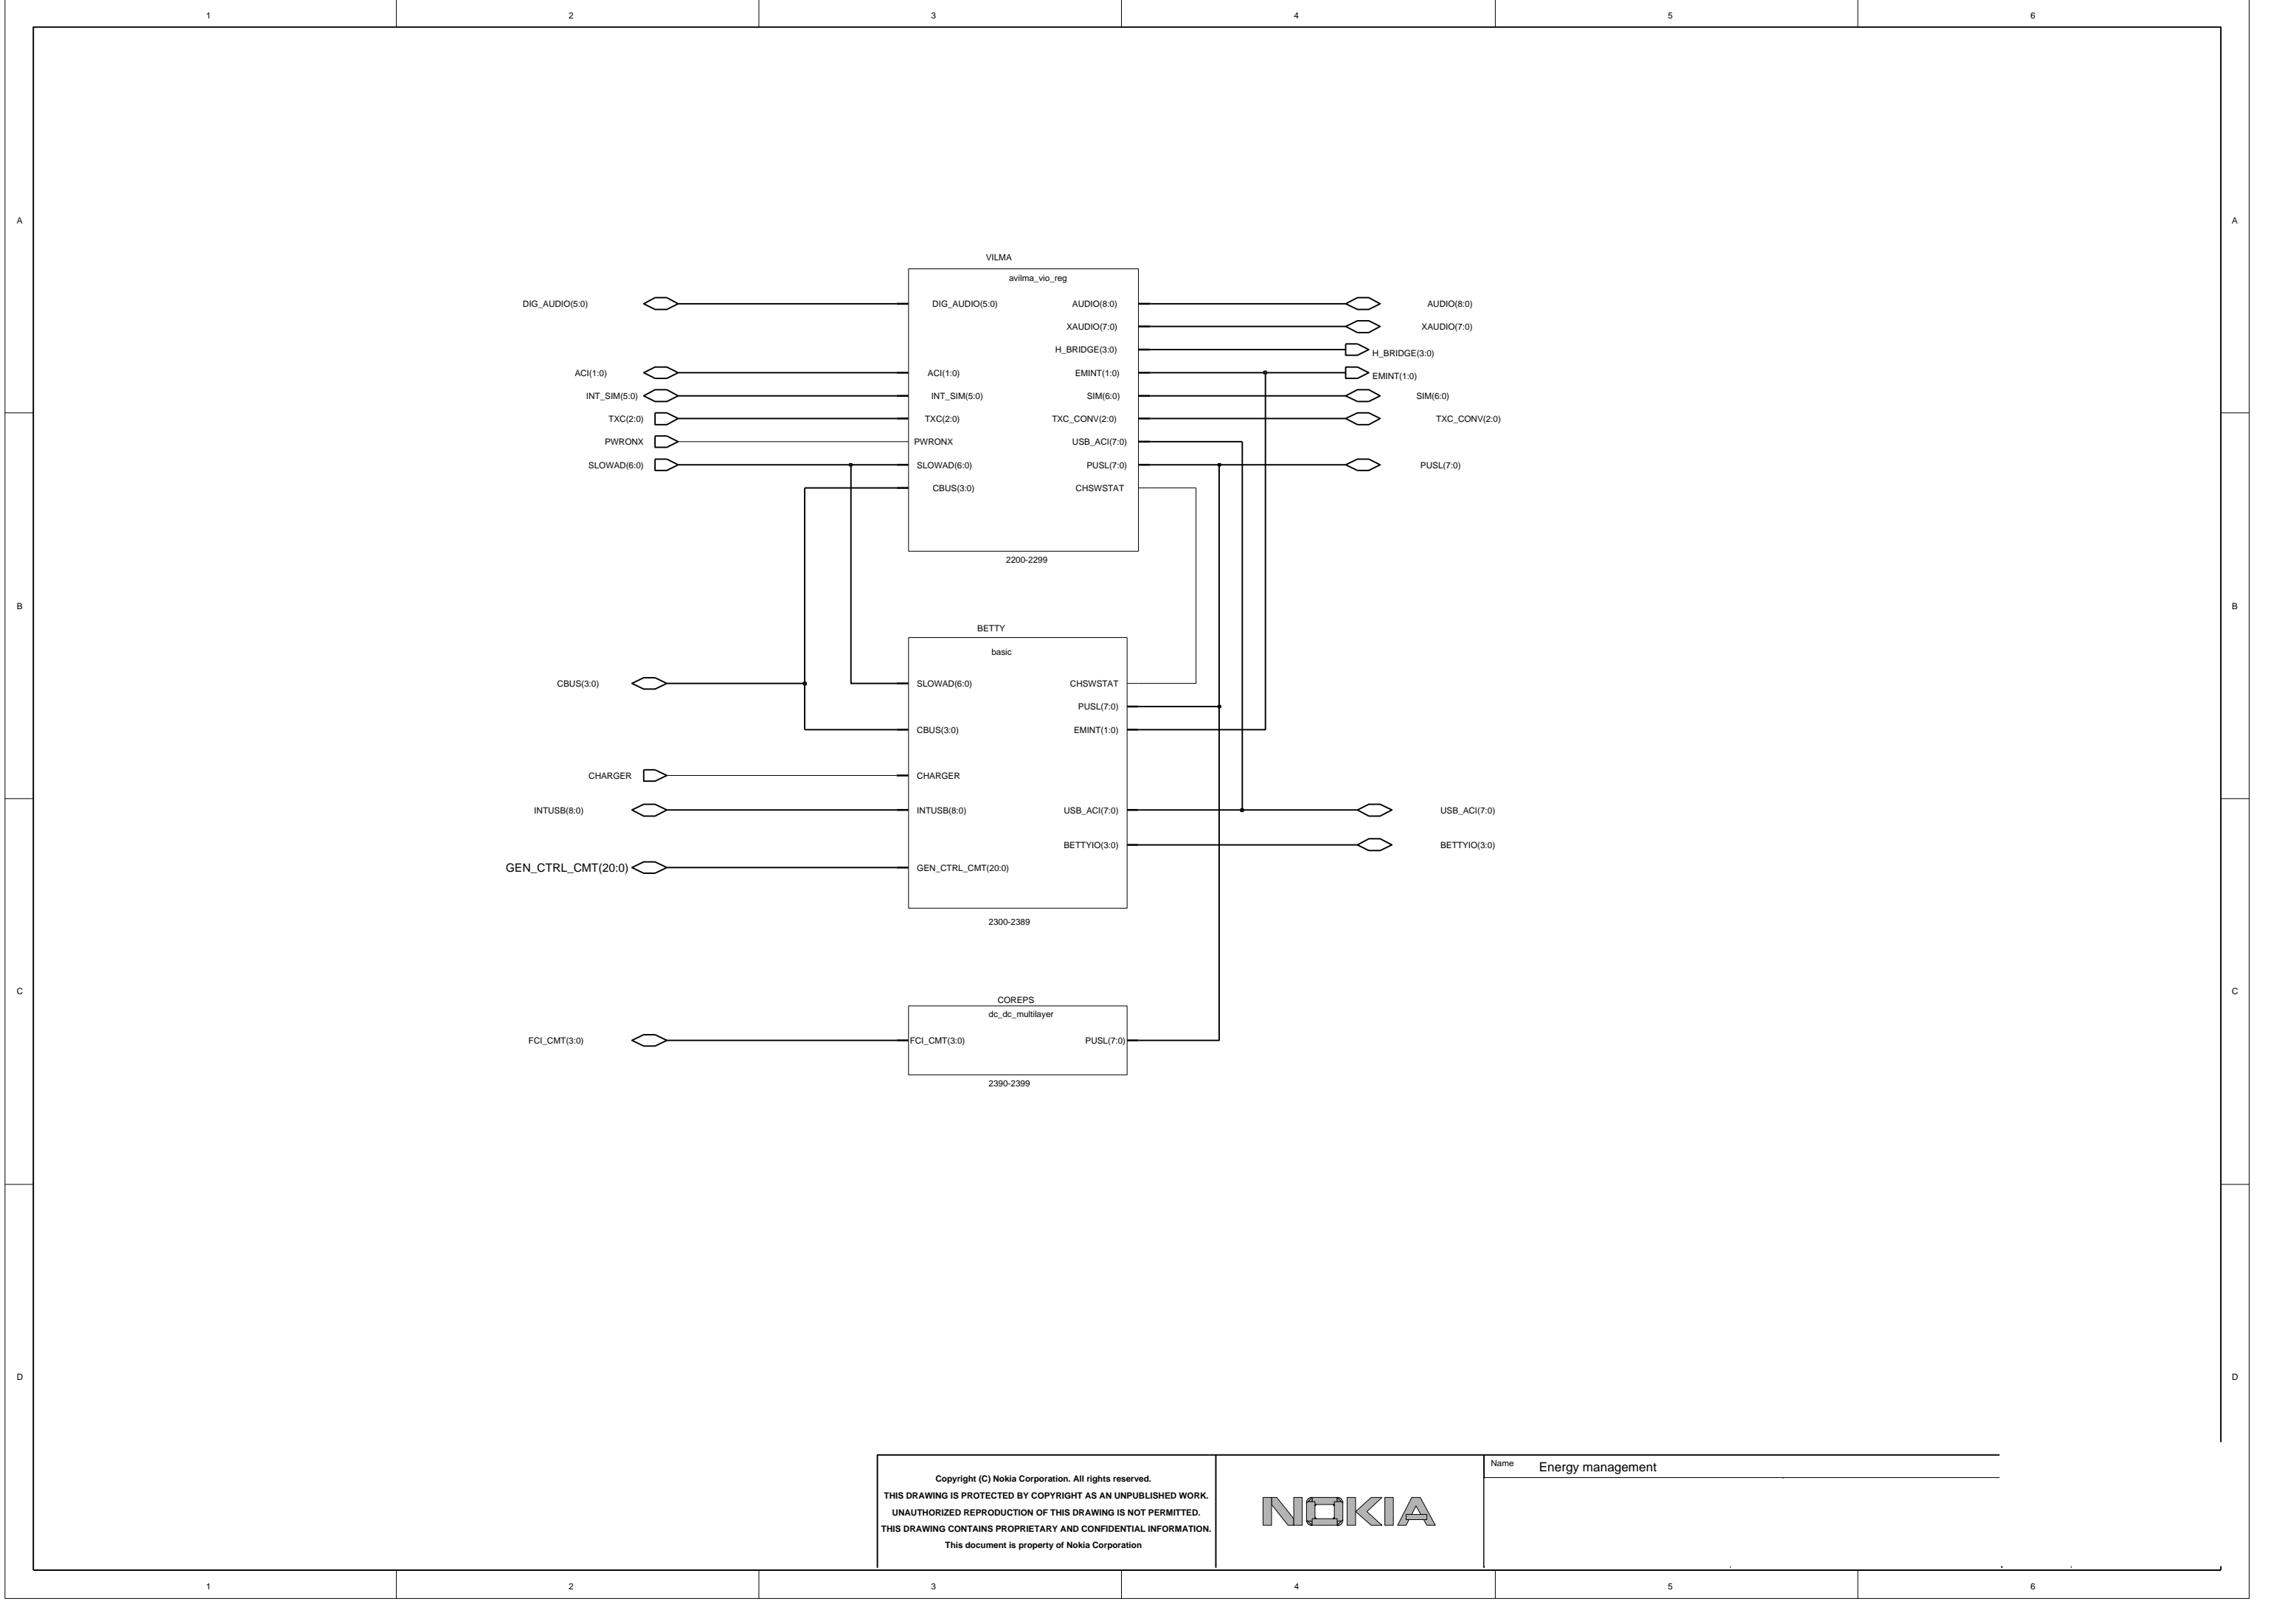 1 2 3 4 5 6
A A
VILMA
avilma_vio_reg
DIG_AUDIO(5:0) DIG_AUDIO(5:0) AUDIO(8:0) AUDIO(8:0)
XAUDIO(7:0) XAUDIO(7:0)
H_BRIDGE(3:0) H_BRIDGE(3:0)
ACI(1:0) ACI(1:0) EMINT(1:0) EMINT(1:0)
INT_SIM(5:0) INT_SIM(5:0) SIM(6:0) SIM(6:0)
TXC(2:0) TXC(2:0) TXC_CONV(2:0) TXC_CONV(2:0)
PWRONX PWRONX USB_ACI(7:0)
SLOWAD(6:0) SLOWAD(6:0) PUSL(7:0) PUSL(7:0)
CBUS(3:0) CHSWSTAT
2200-2299
B B
BETTY
basic
CBUS(3:0) SLOWAD(6:0) CHSWSTAT
PUSL(7:0)
CBUS(3:0) EMINT(1:0)
CHARGER CHARGER
INTUSB(8:0) INTUSB(8:0) USB_ACI(7:0) USB_ACI(7:0)
BETTYIO(3:0) BETTYIO(3:0)
GEN_CTRL_CMT(20:0) GEN_CTRL_CMT(20:0)
2300-2389
C C
COREPS
dc_dc_multilayer
FCI_CMT(3:0) FCI_CMT(3:0) PUSL(7:0)
2390-2399
D D
Copyright (C) Nokia Corporation. All rights reserved.
THIS DRAWING IS PROTECTED BY COPYRIGHT AS AN UNPUBLISHED WORK.
UNAUTHORIZED REPRODUCTION OF THIS DRAWING IS NOT PERMITTED.
THIS DRAWING CONTAINS PROPRIETARY AND CONFIDENTIAL INFORMATION.
This document is property of Nokia Corporation
NOKIA
Name Energy management
1 2 3 4 5 6